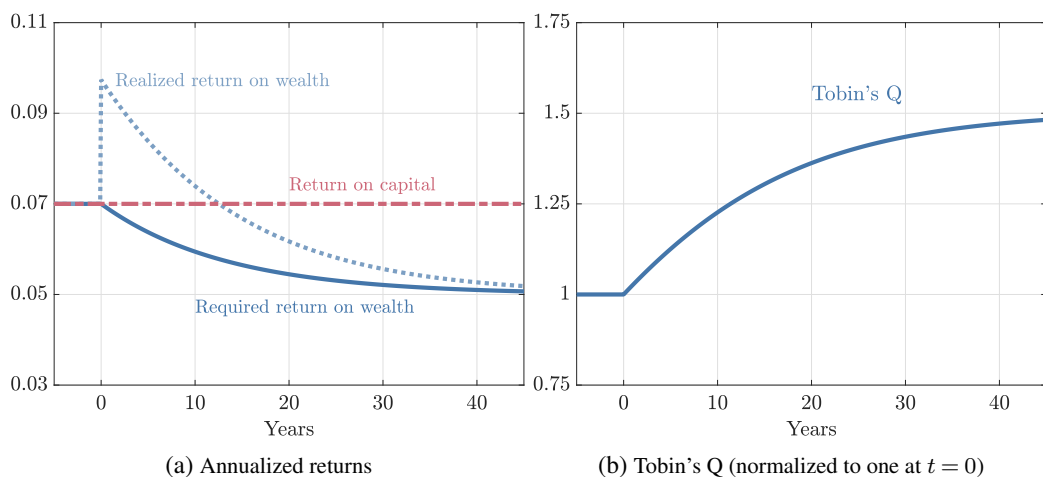 0.11
0.09
0.07
0.05
0.03
Realized return on wealth
Return on capital
Required return on wealth
0
10
20
30
40
Years
(a) Annualized returns
1.75
1.5
1.25
1
0.75
Tobin's Q
0
10
20
30
40
Years
(b) Tobin's Q (normalized to one at t = 0)